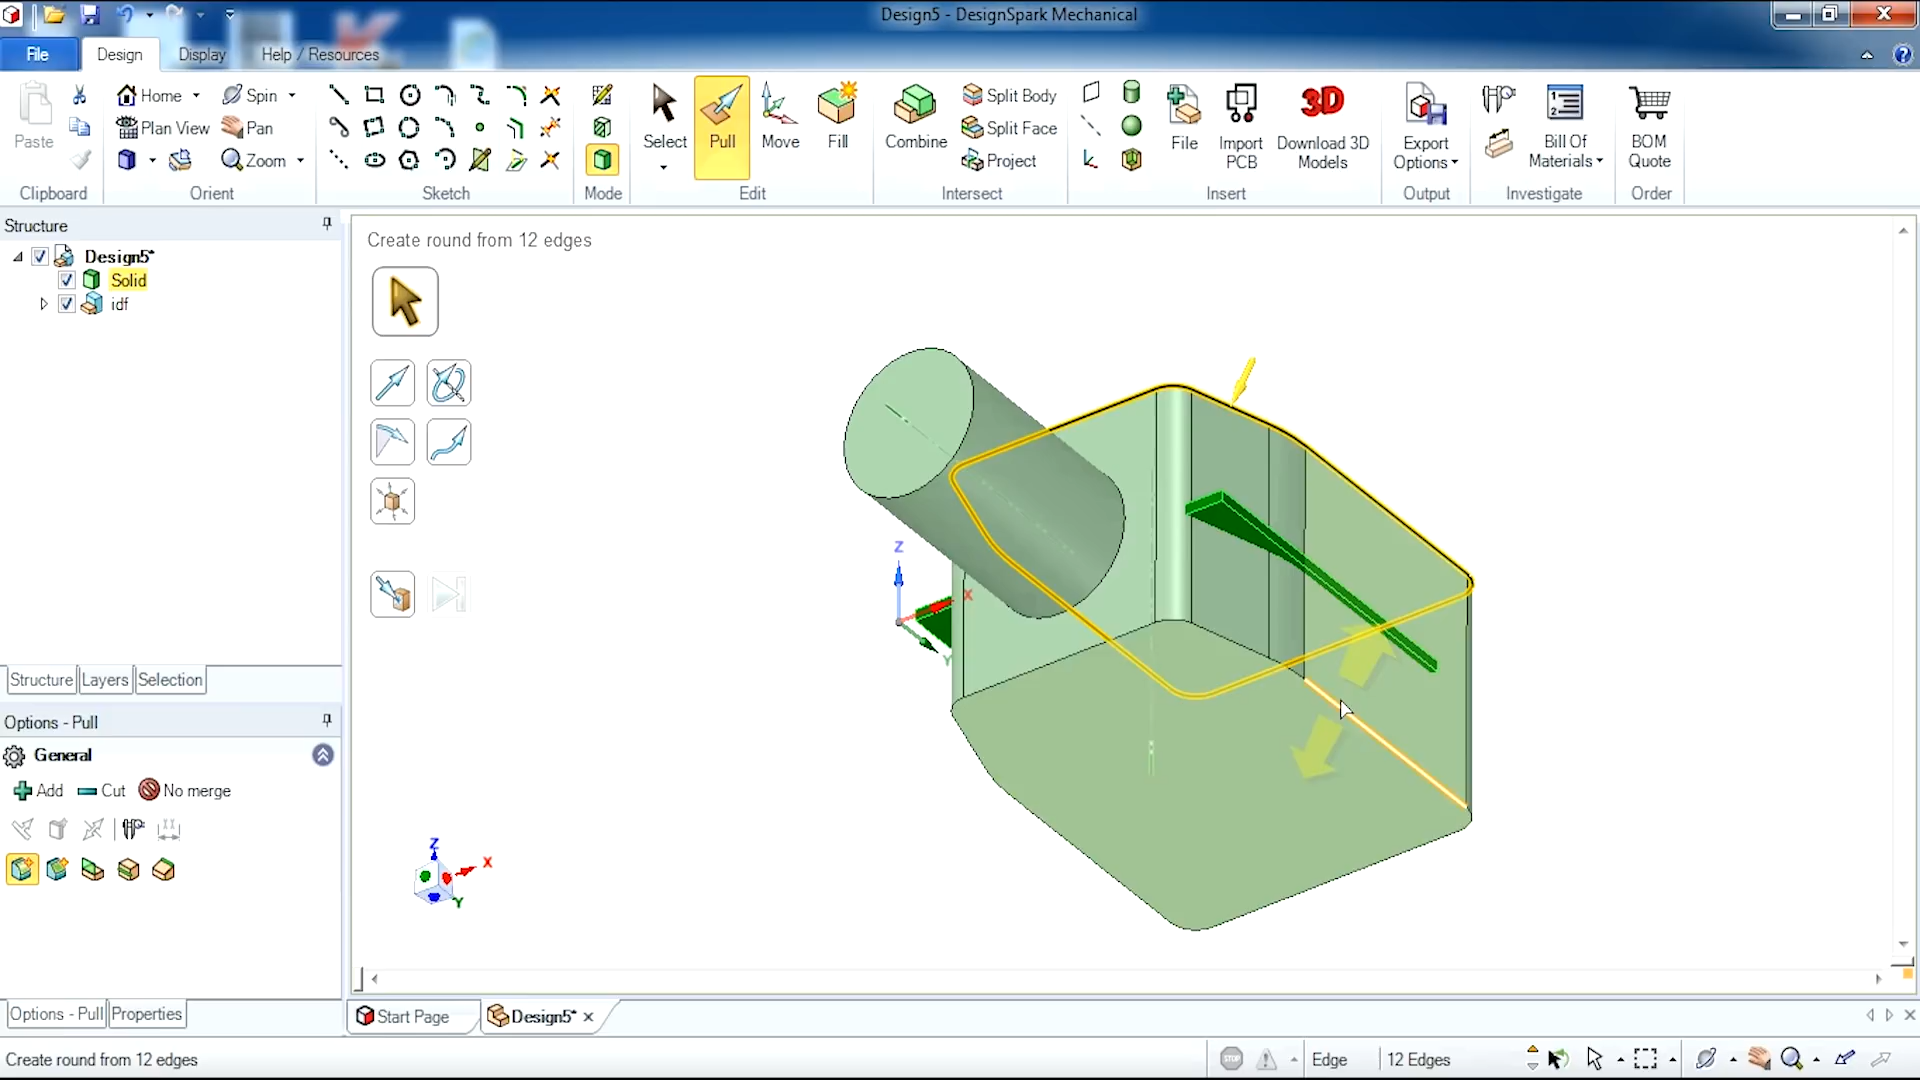 Design5 - DesignSpark Mechanical
File Design Display Help / Resources
Paste
Clipboard
Home Spin
Plan View Pan
Zoom
Orient
Sketch
Mode
Select Pull Move Fill
Edit
Combine
Split Body
Split Face
Project
Intersect
File
Import PCB
Download 3D Models
3D
Insert
Export Options
Output
Bill Of Materials
Investigate
BOM Quote
Order
Structure
Design5*
Solid
idf
Structure Layers Selection
Options - Pull
General
Add Cut No merge
Options - Pull Properties
Create round from 12 edges
Z
X
Y
Z
X
Y
Start Page Design5*
Create round from 12 edges
STOP
Edge 12 Edges